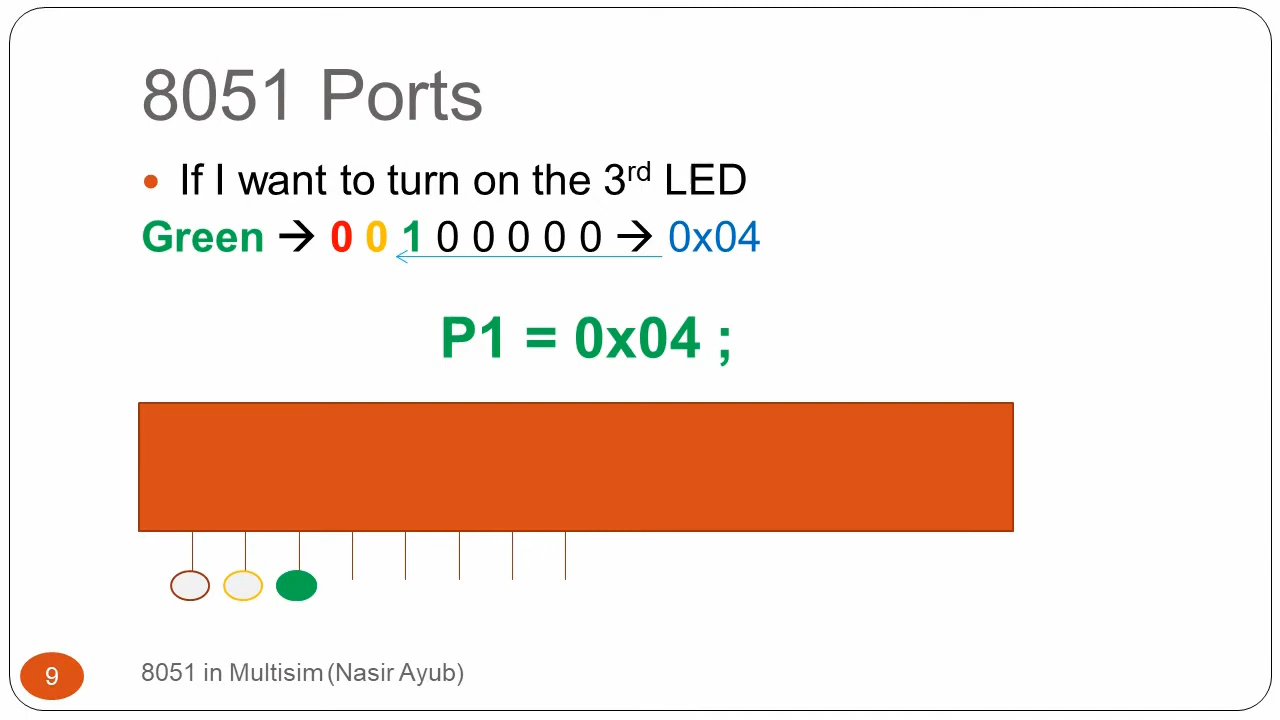 8051 Ports
• If I want to turn on the 3rd LED
Green → 0 0 1 0 0 0 0 0 → 0x04
P1 = 0x04 ;
9
8051 in Multisim (Nasir Ayub)